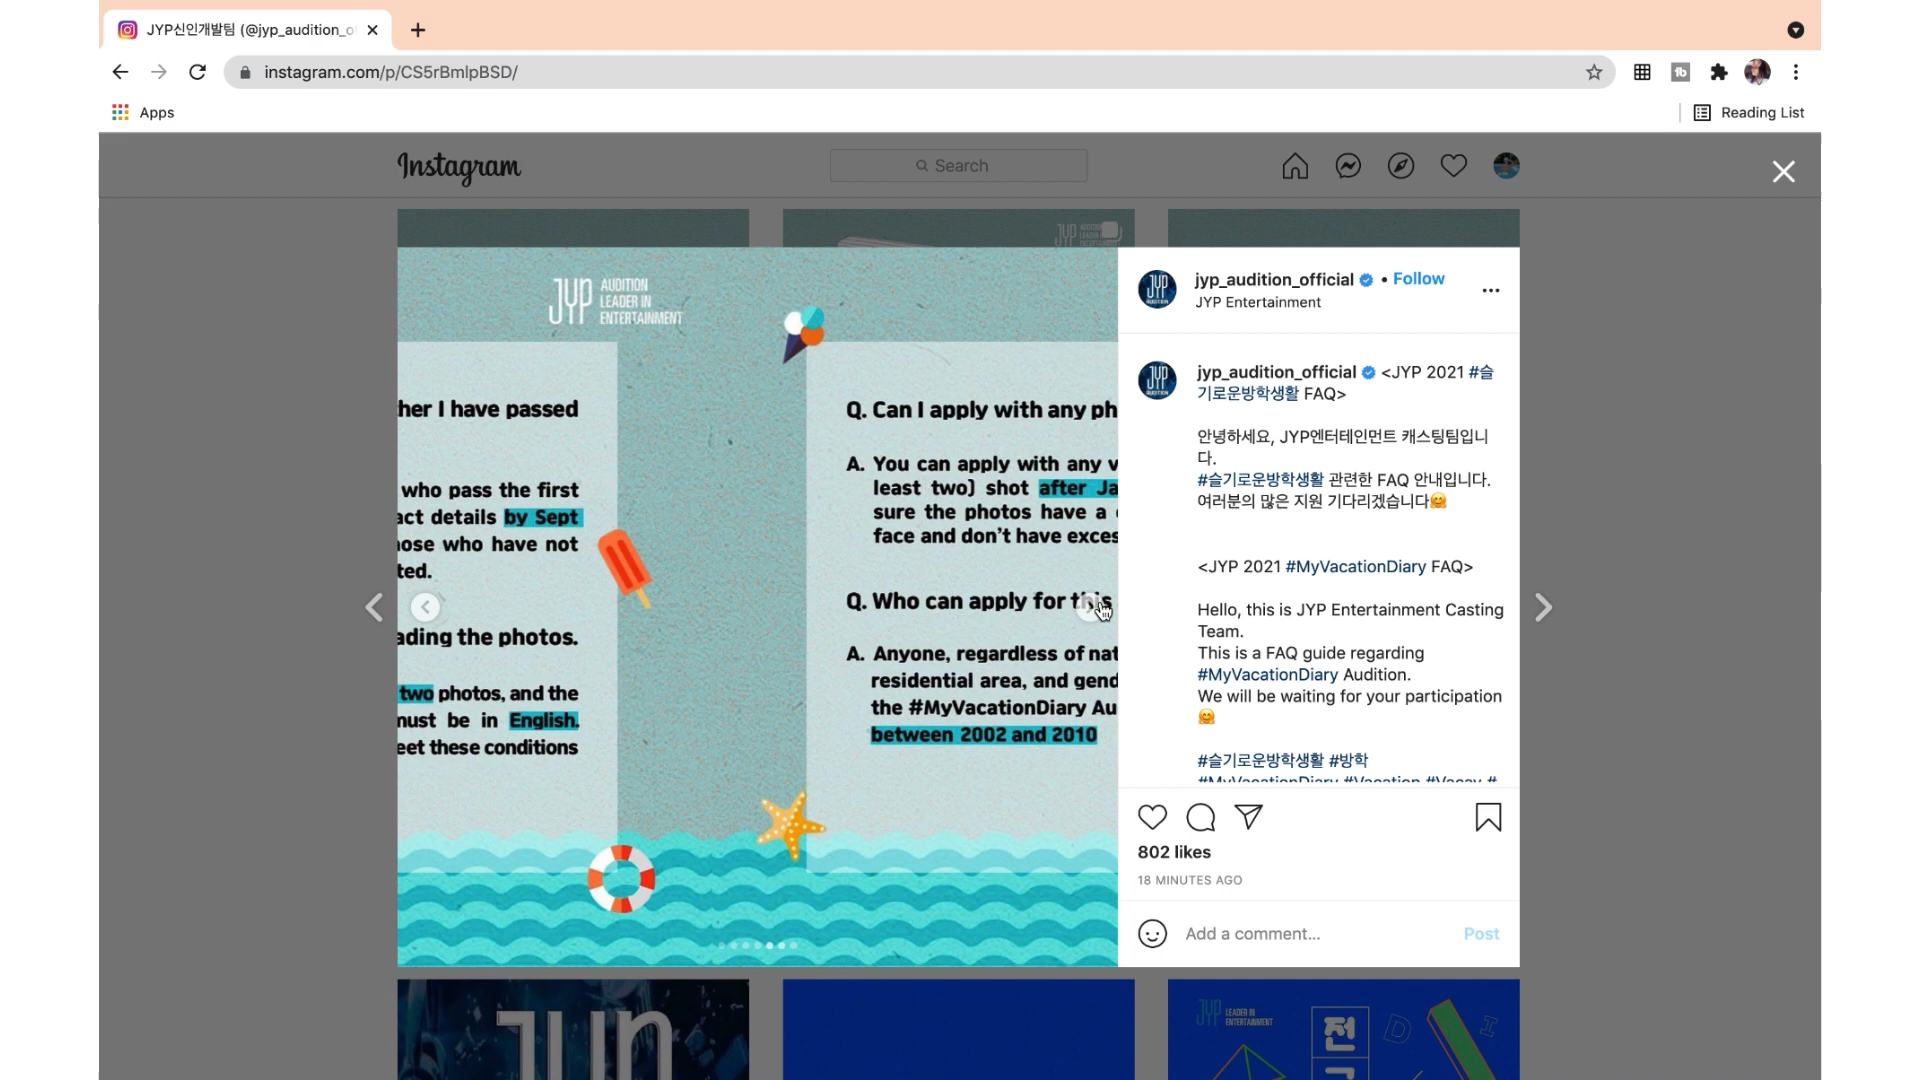 JYP신인개발팀 (@jyp_audition_o
instagram.com/p/CS5rBmlpBSD/
Apps
Reading List
Instagram
Search
JYP AUDITION
LEADER IN
ENTERTAINMENT
her I have passed
who pass the first
act details by Sept
ose who have not
ted.
ading the photos.
two photos, and the
must be in English.
eet these conditions
Q. Can I apply with any ph
A. You can apply with any v
least two) shot after Ja
sure the photos have a
face and don't have exces
Q. Who can apply for this
A. Anyone, regardless of nat
residential area, and gend
the #MyVacationDiary Au
between 2002 and 2010
jyp_audition_official • Follow
JYP Entertainment
jyp_audition_official <JYP 2021 #슬
기로운방학생활 FAQ>
안녕하세요, JYP엔터테인먼트 캐스팅팀입니
다.
#슬기로운방학생활 관련한 FAQ 안내입니다.
여러분의 많은 지원 기다리겠습니다🤗
<JYP 2021 #MyVacationDiary FAQ>
Hello, this is JYP Entertainment Casting
Team.
This is a FAQ guide regarding
#MyVacationDiary Audition.
We will be waiting for your participation
🤗
#슬기로운방학생활 #방학
#MyVacationDiary #Vacation #Vacay #
802 likes
18 MINUTES AGO
Add a comment... Post
JYP
JYP LEADER IN
ENTERTAINMENT
전
D I